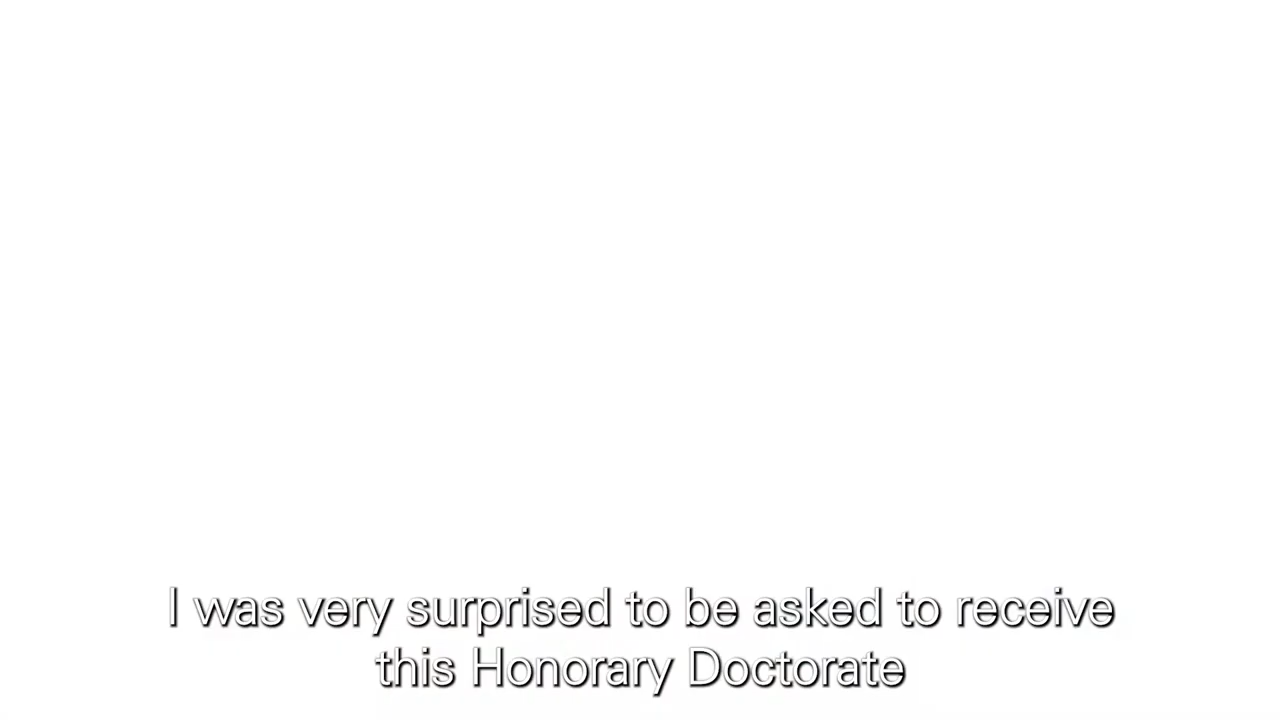 I was very surprised to be asked to receive
this Honorary Doctorate